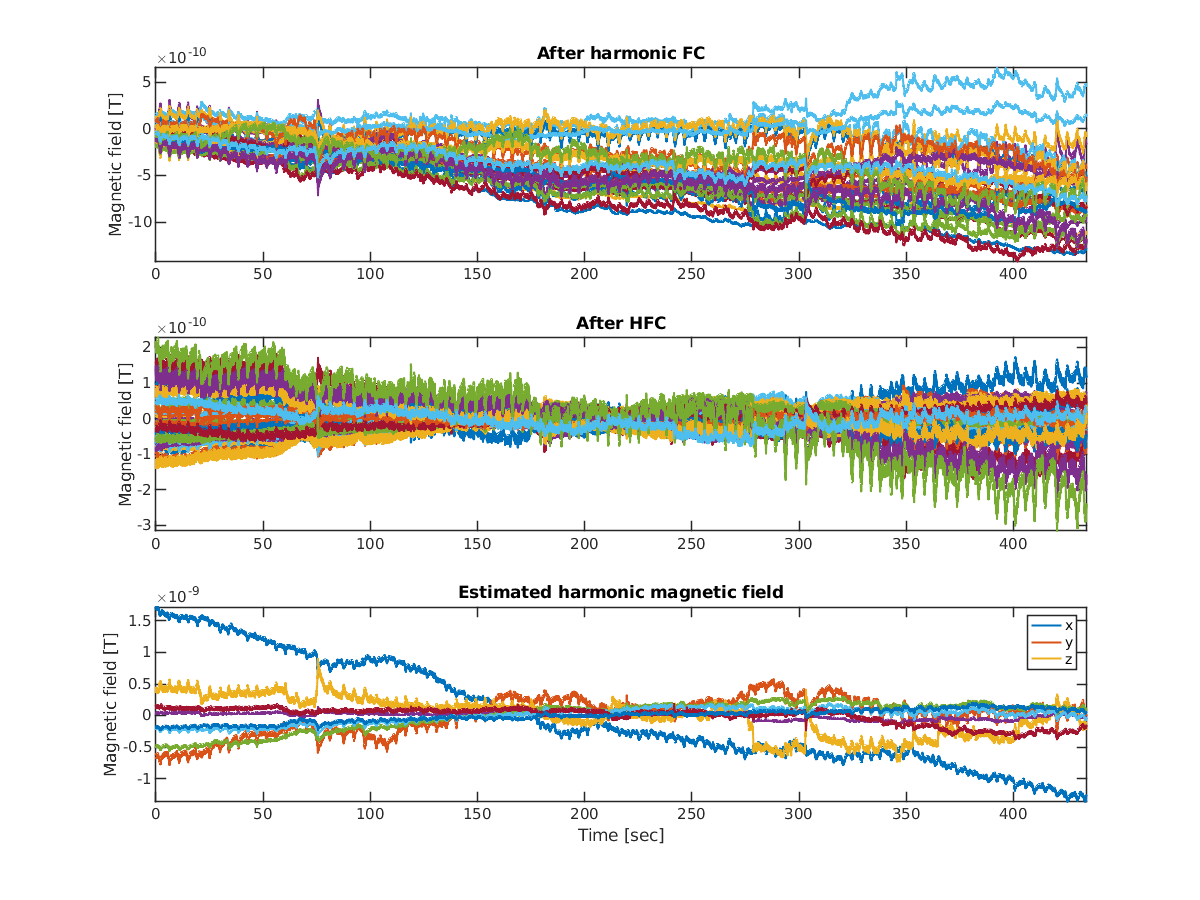 After harmonic FC
×10-10
Magnetic field [T]
5
0
-5
-10
0 50 100 150 200 250 300 350 400
After HFC
×10-10
Magnetic field [T]
2
1
0
-1
-2
-3
0 50 100 150 200 250 300 350 400
Estimated harmonic magnetic field
×10-9
Magnetic field [T]
1.5
1
0.5
0
-0.5
-1
x
y
z
0 50 100 150 200 250 300 350 400
Time [sec]